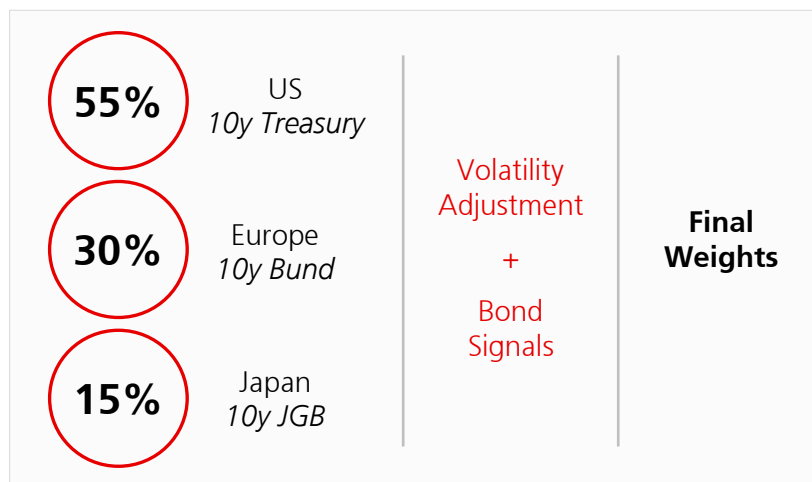 55%
US
10y Treasury
30%
Europe
10y Bund
15%
Japan
10y JGB
Volatility
Adjustment
+
Bond
Signals
Final
Weights